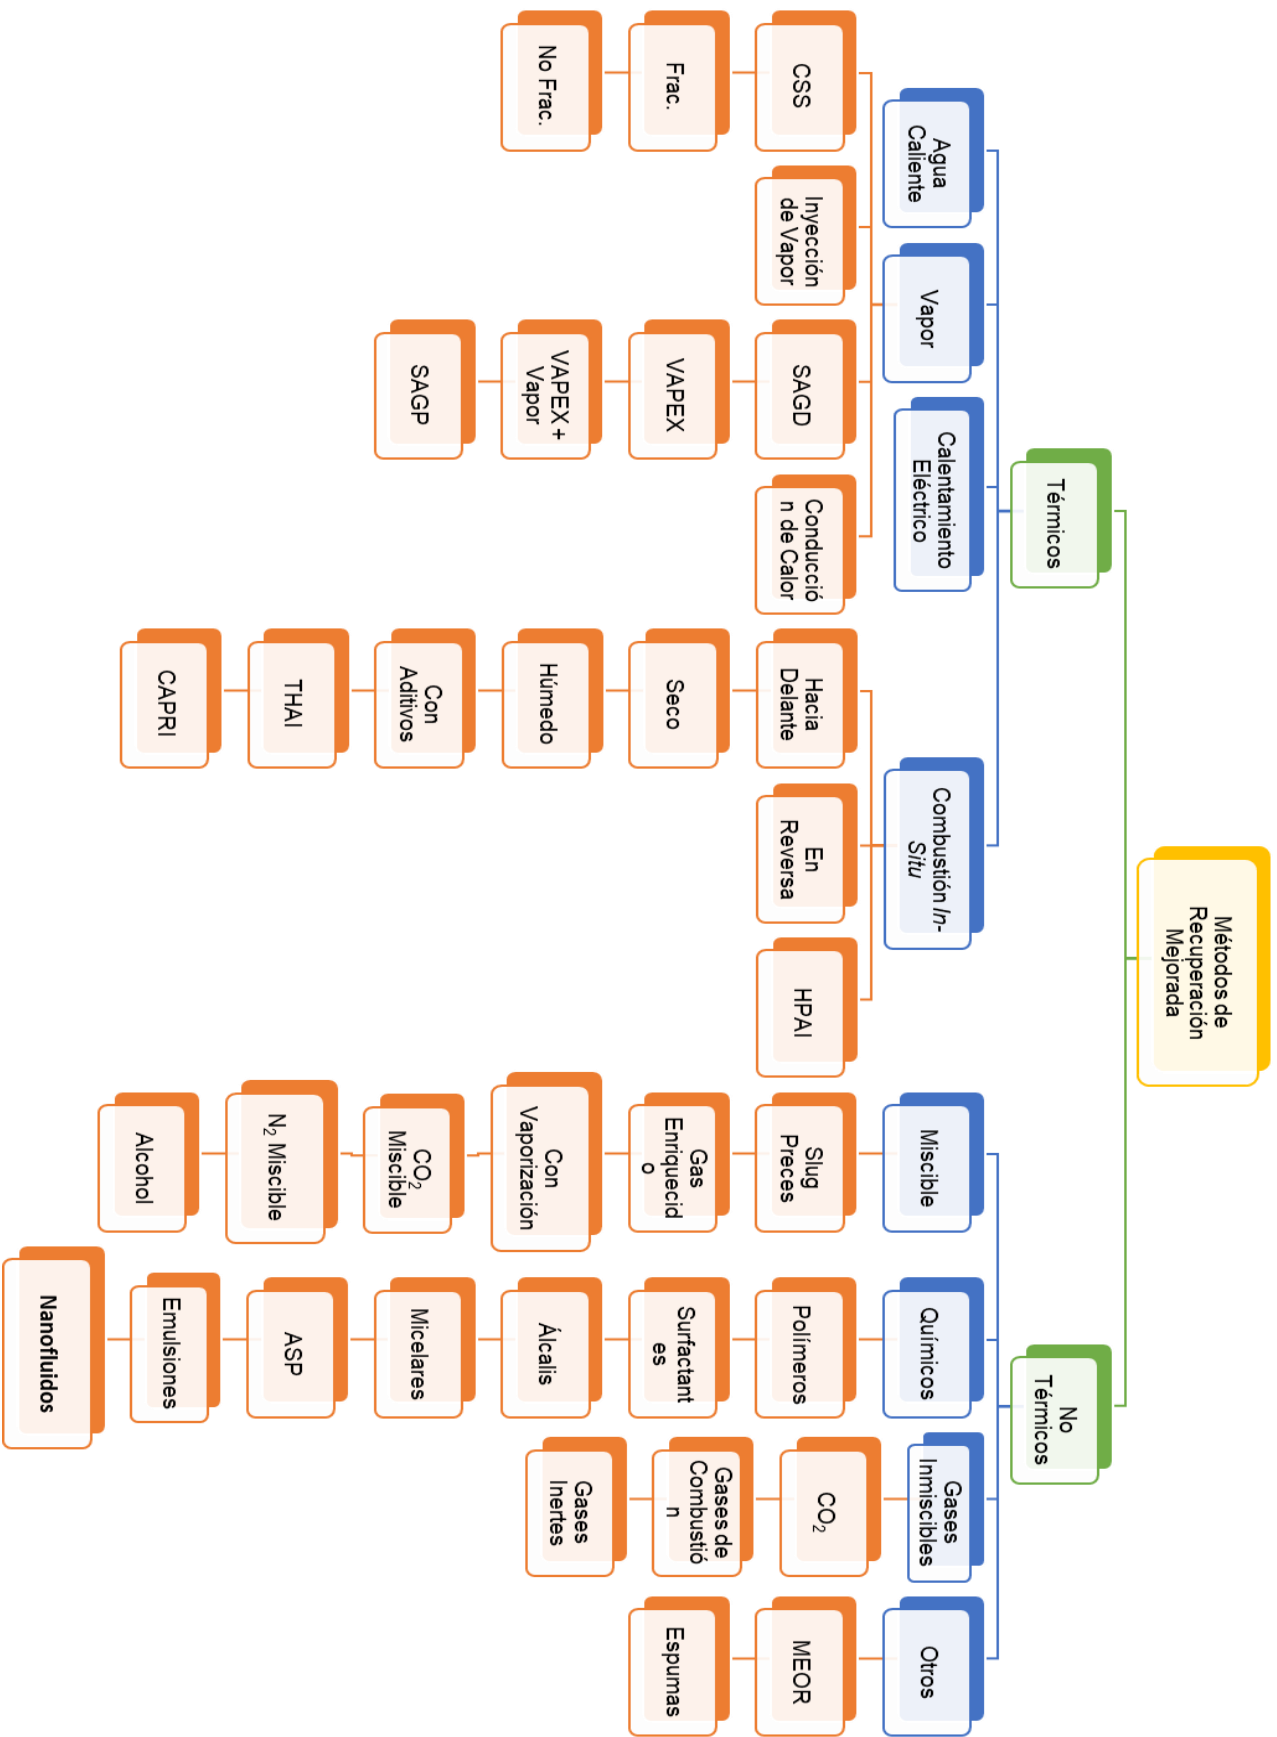 Métodos de
Recuperación
Mejorada
Térmicos
Agua
Caliente
Vapor
CSS
Frac.
No Frac.
Inyección
de Vapor
SAGD
VAPEX
VAPEX +
Vapor
SAGP
Conducció
n de Calor
Calentamiento
Eléctrico
Combustión In-
Situ
Hacia
Delante
Seco
Húmedo
Con
Aditivos
THAI
CAPRI
En
Reversa
HPAI
No
Térmicos
Miscible
Slug
Preces
Gas
Enriquecid
o
Con
Vaporización
CO₂
Miscible
N₂ Miscible
Alcohol
Químicos
Polímeros
Surfactant
es
Álcalis
Micelares
ASP
Emulsiones
Nanofluidos
Gases
Inmiscibles
CO₂
Gases de
Combustió
n
Gases
Inertes
Otros
MEOR
Espumas